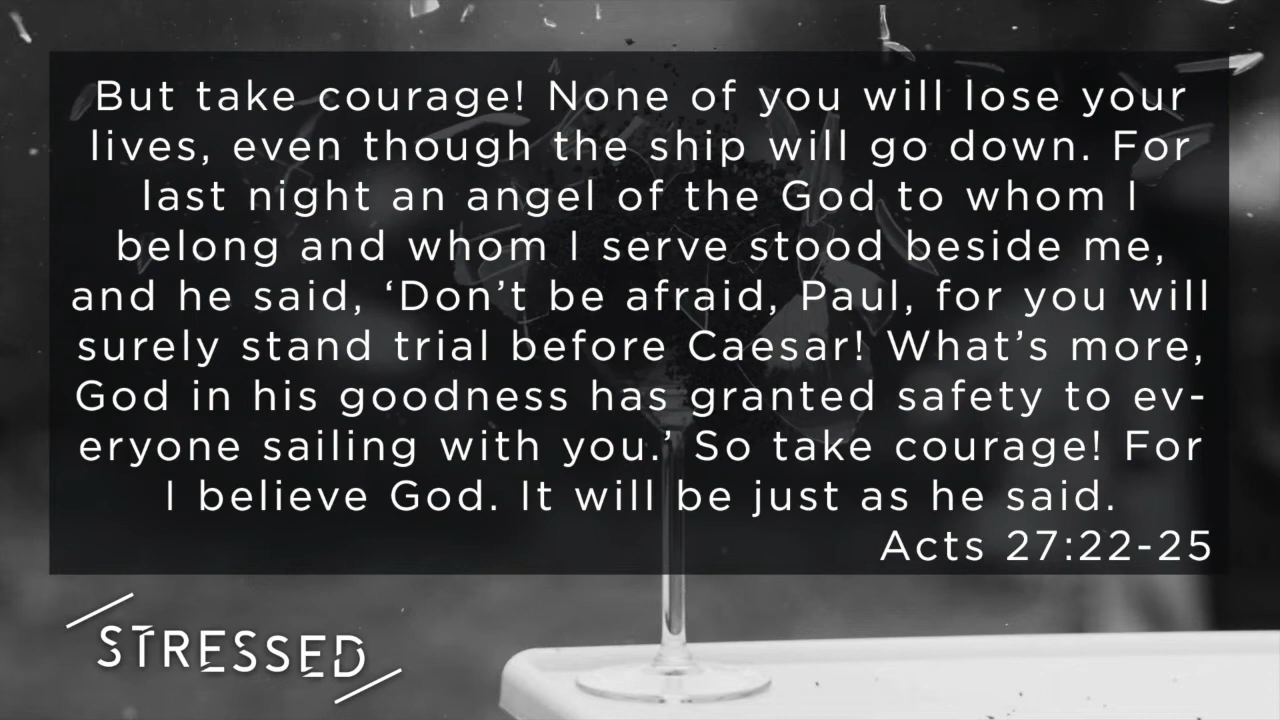 But take courage! None of you will lose your
lives, even though the ship will go down. For
last night an angel of the God to whom I
belong and whom I serve stood beside me,
and he said, ‘Don’t be afraid, Paul, for you will
surely stand trial before Caesar! What’s more,
God in his goodness has granted safety to ev-
eryone sailing with you.’ So take courage! For
I believe God. It will be just as he said.
Acts 27:22-25
STRESSED